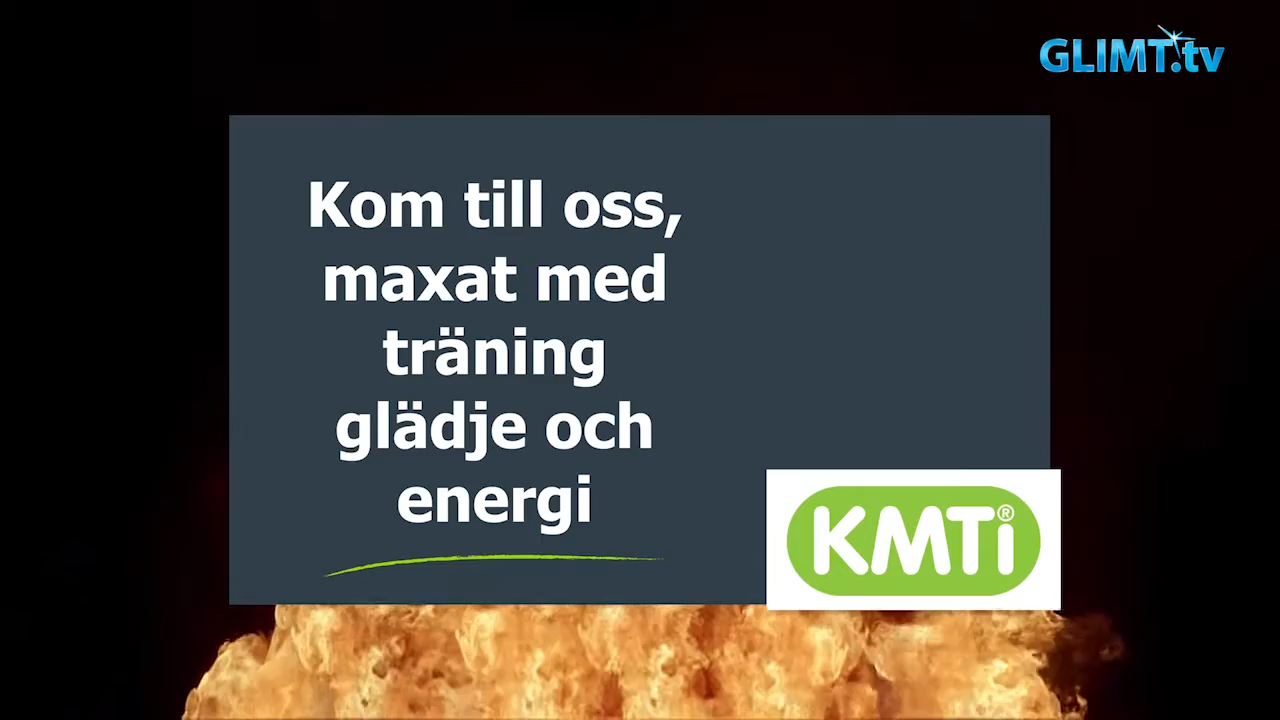 GLIMT.tv
Kom till oss,
maxat med
träning
glädje och
energi
KMTi®